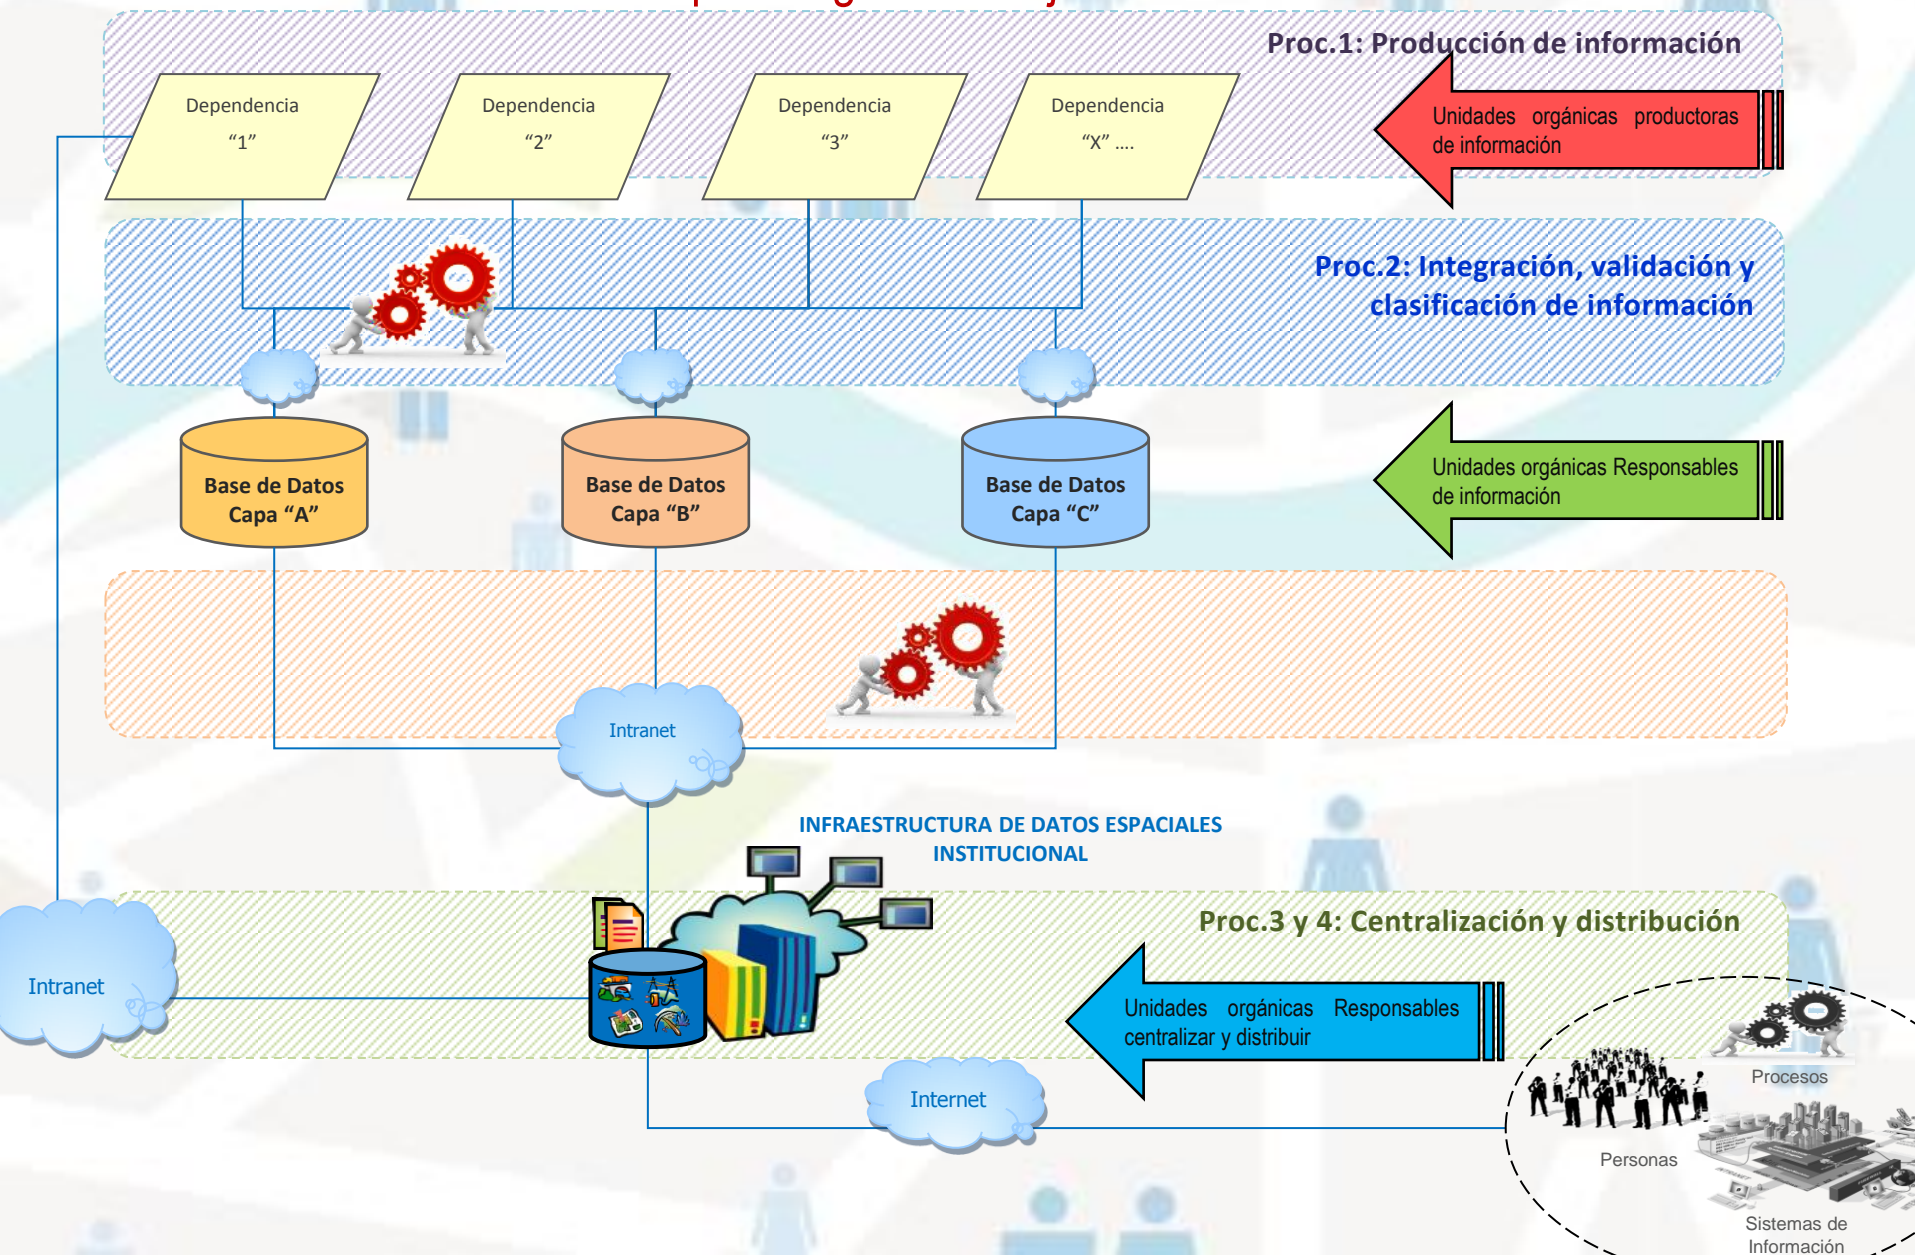 Proc.1: Producción de información
Dependencia
“1”
Dependencia
“2”
Dependencia
“3”
Dependencia
“X” ....
Unidades orgánicas productoras
de información
Proc.2: Integración, validación y
clasificación de información
Base de Datos
Capa “A”
Base de Datos
Capa “B”
Base de Datos
Capa “C”
Unidades orgánicas Responsables
de información
Intranet
INFRAESTRUCTURA DE DATOS ESPACIALES
INSTITUCIONAL
Proc.3 y 4: Centralización y distribución
Intranet
Unidades orgánicas Responsables
centralizar y distribuir
Internet
Procesos
Personas
Sistemas de
Información